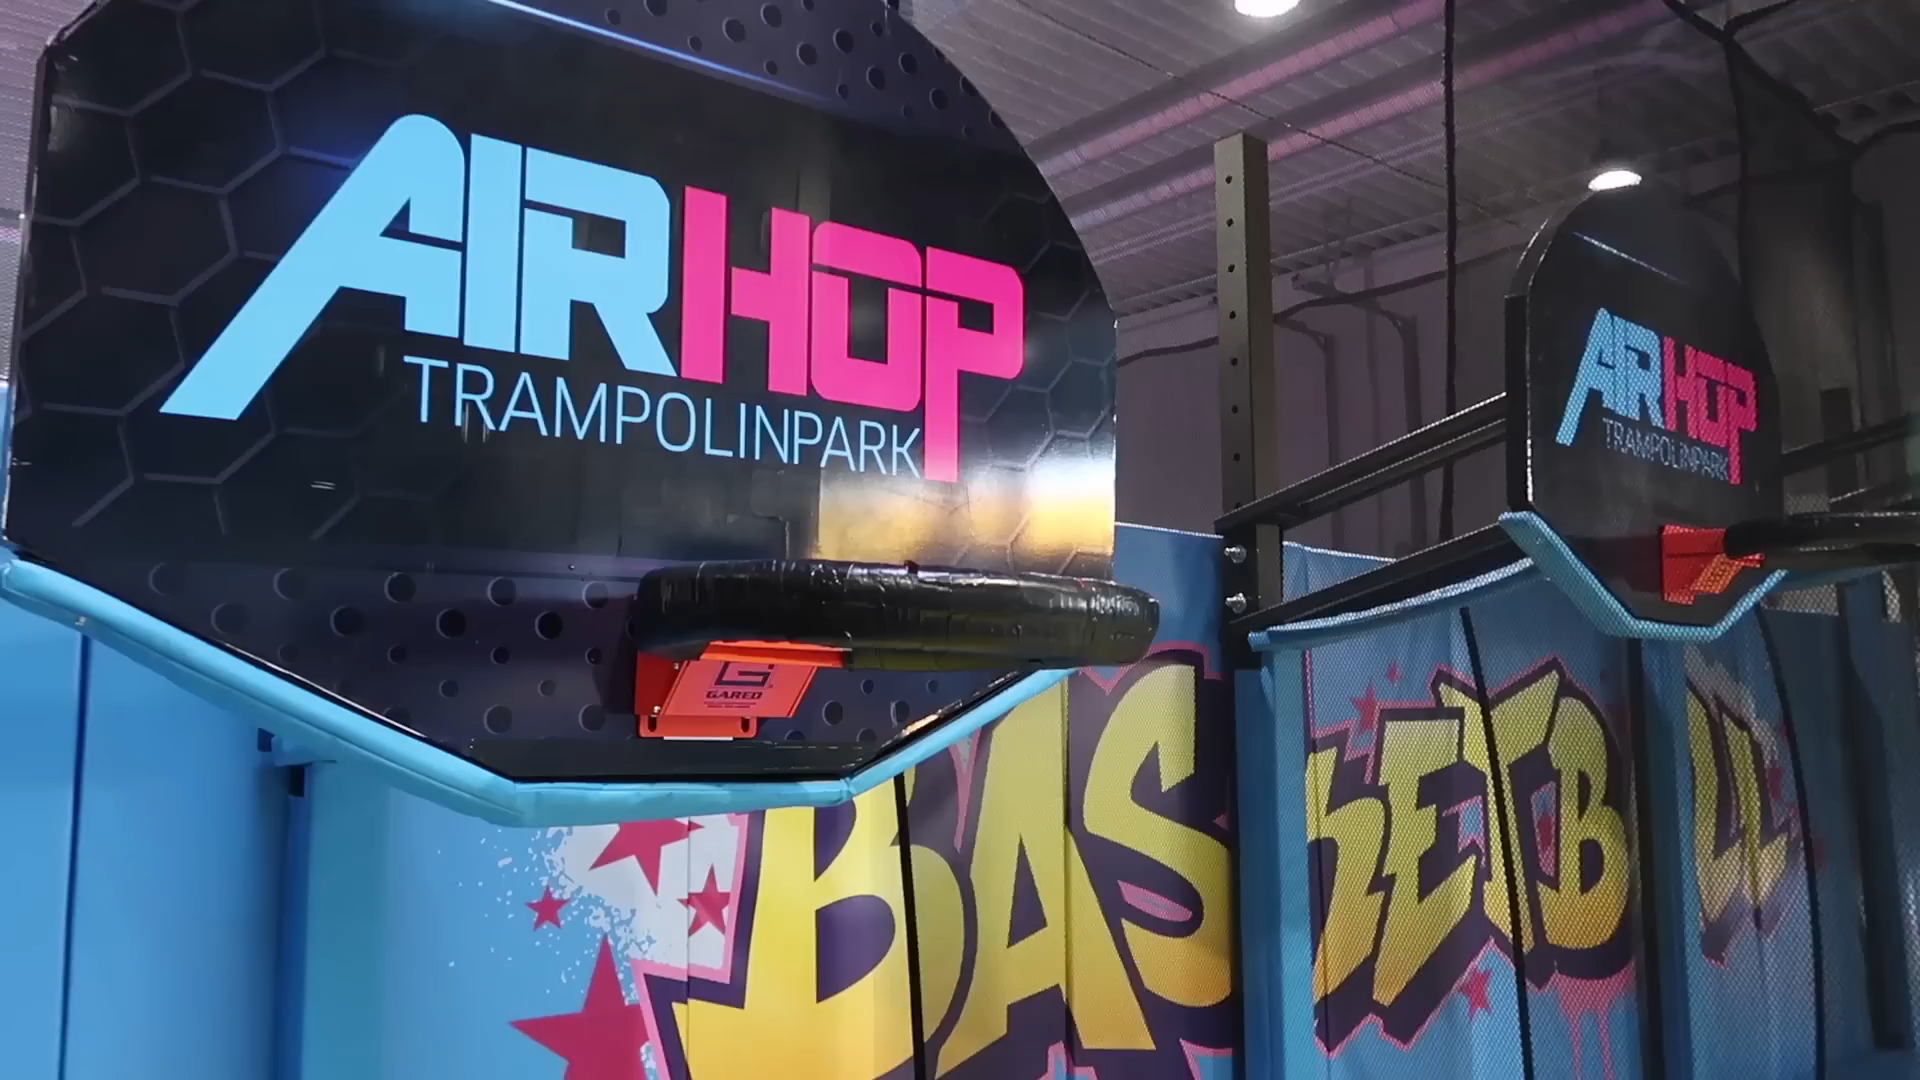 AIRHOP
TRAMPOLINPARK
G
GARED
AIRHOP
TRAMPOLINPARK
BASKETBALL